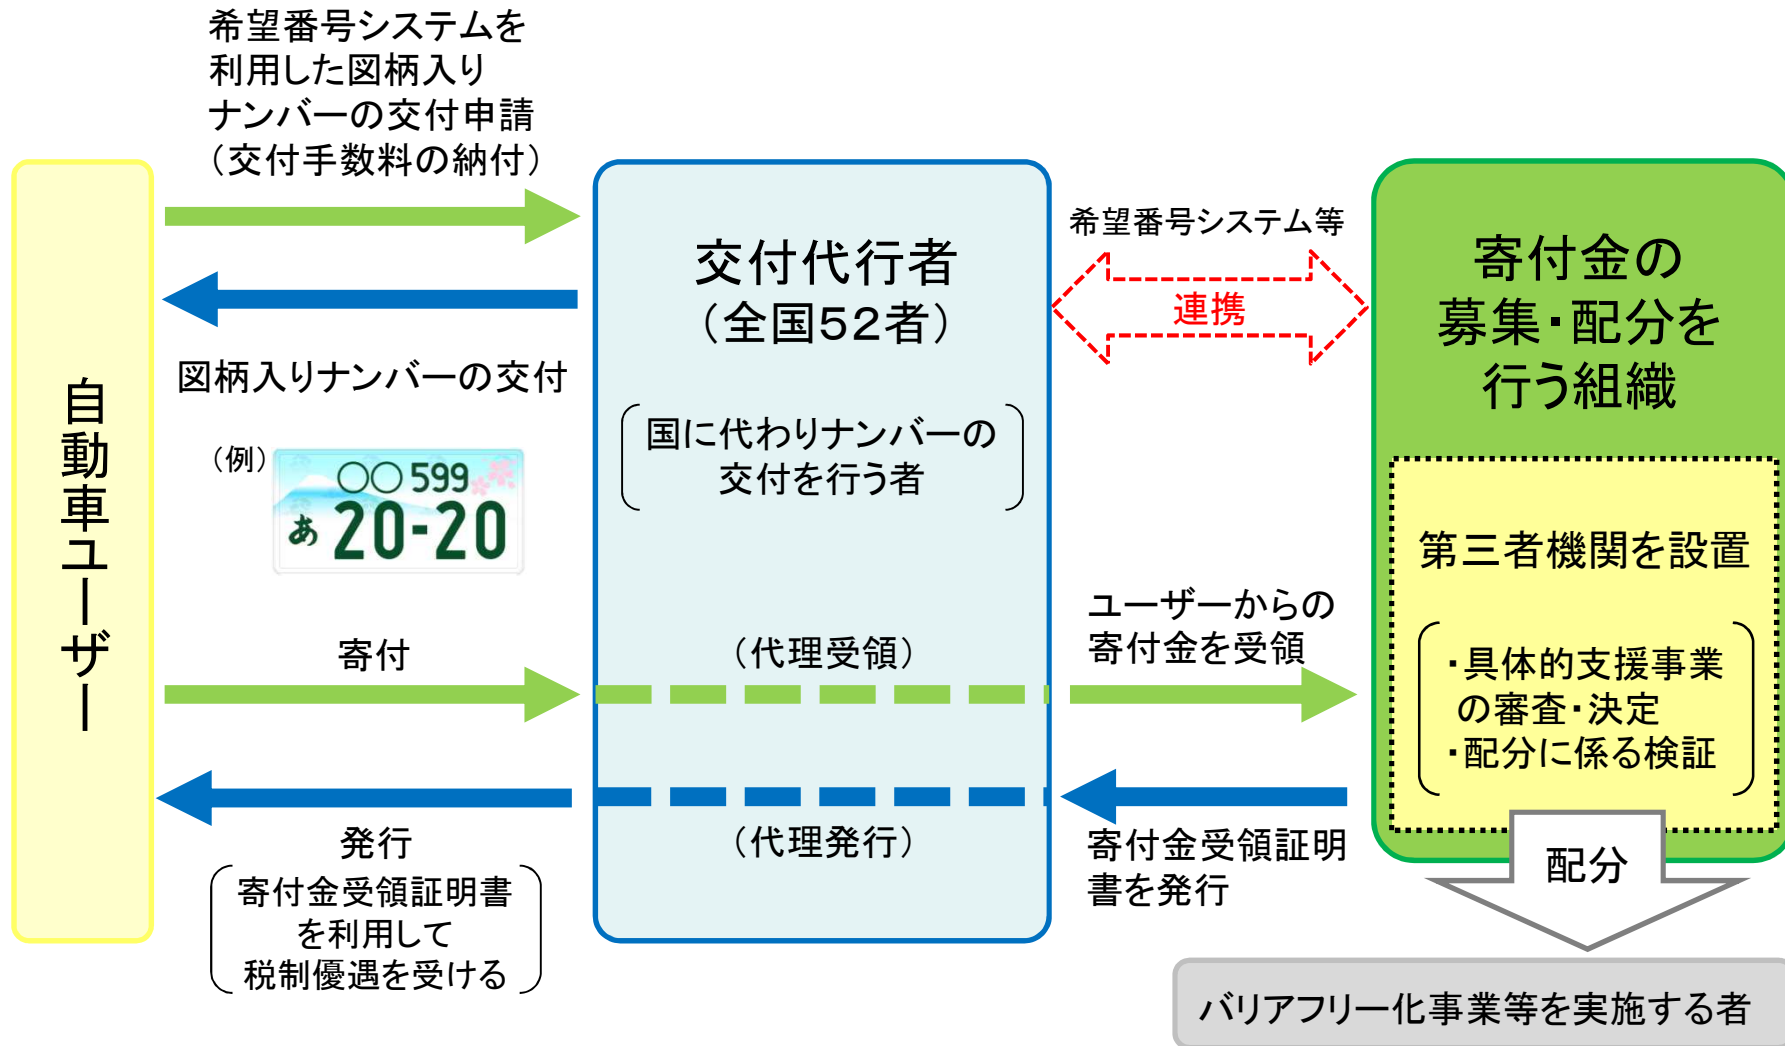 希望番号システムを
利用した図柄入り
ナンバーの交付申請
（交付手数料の納付）
自動車ユーザー
図柄入りナンバーの交付
（例）
○○599
あ 20-20
寄付
発行
寄付金受領証明書
を利用して
税制優遇を受ける
交付代行者
（全国５２者）
国に代わりナンバーの
交付を行う者
（代理受領）
（代理発行）
希望番号システム等
連携
ユーザーからの
寄付金を受領
寄付金受領証明
書を発行
寄付金の
募集・配分を
行う組織
第三者機関を設置
・具体的支援事業
の審査・決定
・配分に係る検証
配分
バリアフリー化事業等を実施する者